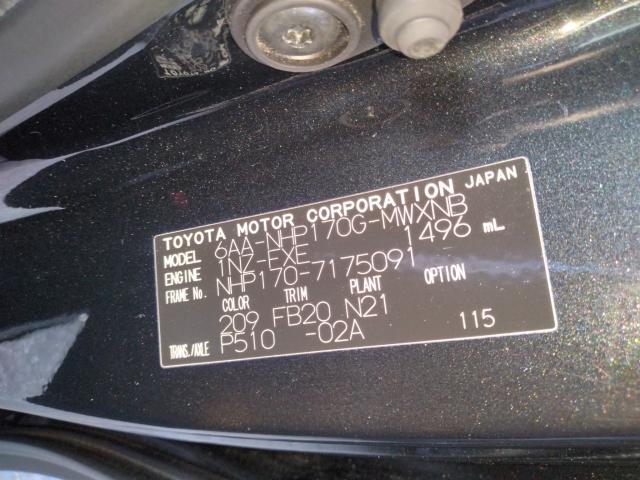 TOYOTA MOTOR CORPORATION JAPAN
MODEL 6AA-NHP170G-MWXNB
ENGINE 1NZ-FXE 1496 mL
FRAME No. NHP170-7175091
COLOR TRIM PLANT OPTION
209 FB20 N21
TRANS./AXLE P510 -02A 115